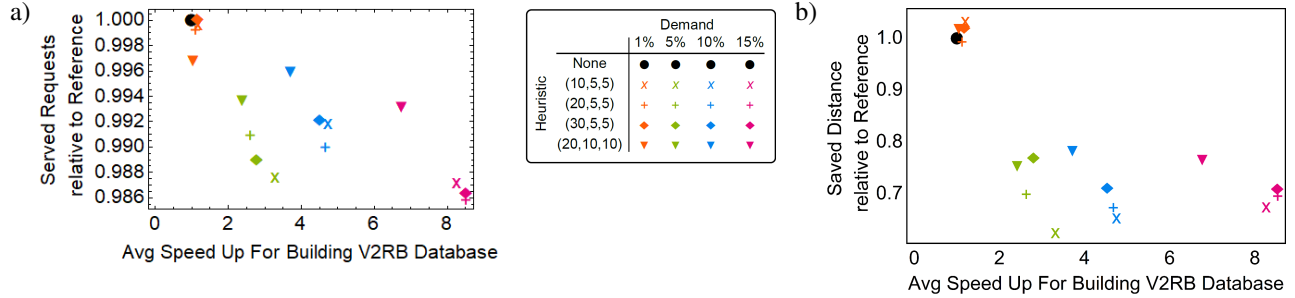 a)
Served Requests
relative to Reference
1.000
0.998
0.996
0.994
0.992
0.990
0.988
0.986
0 2 4 6 8
Avg Speed Up For Building V2RB Database
Demand
1% 5% 10% 15%
Heuristic
None
(10,5,5) x x x x
(20,5,5) + + + +
(30,5,5)
(20,10,10)
b)
Saved Distance
relative to Reference
1.0
0.9
0.8
0.7
0 2 4 6 8
Avg Speed Up For Building V2RB Database